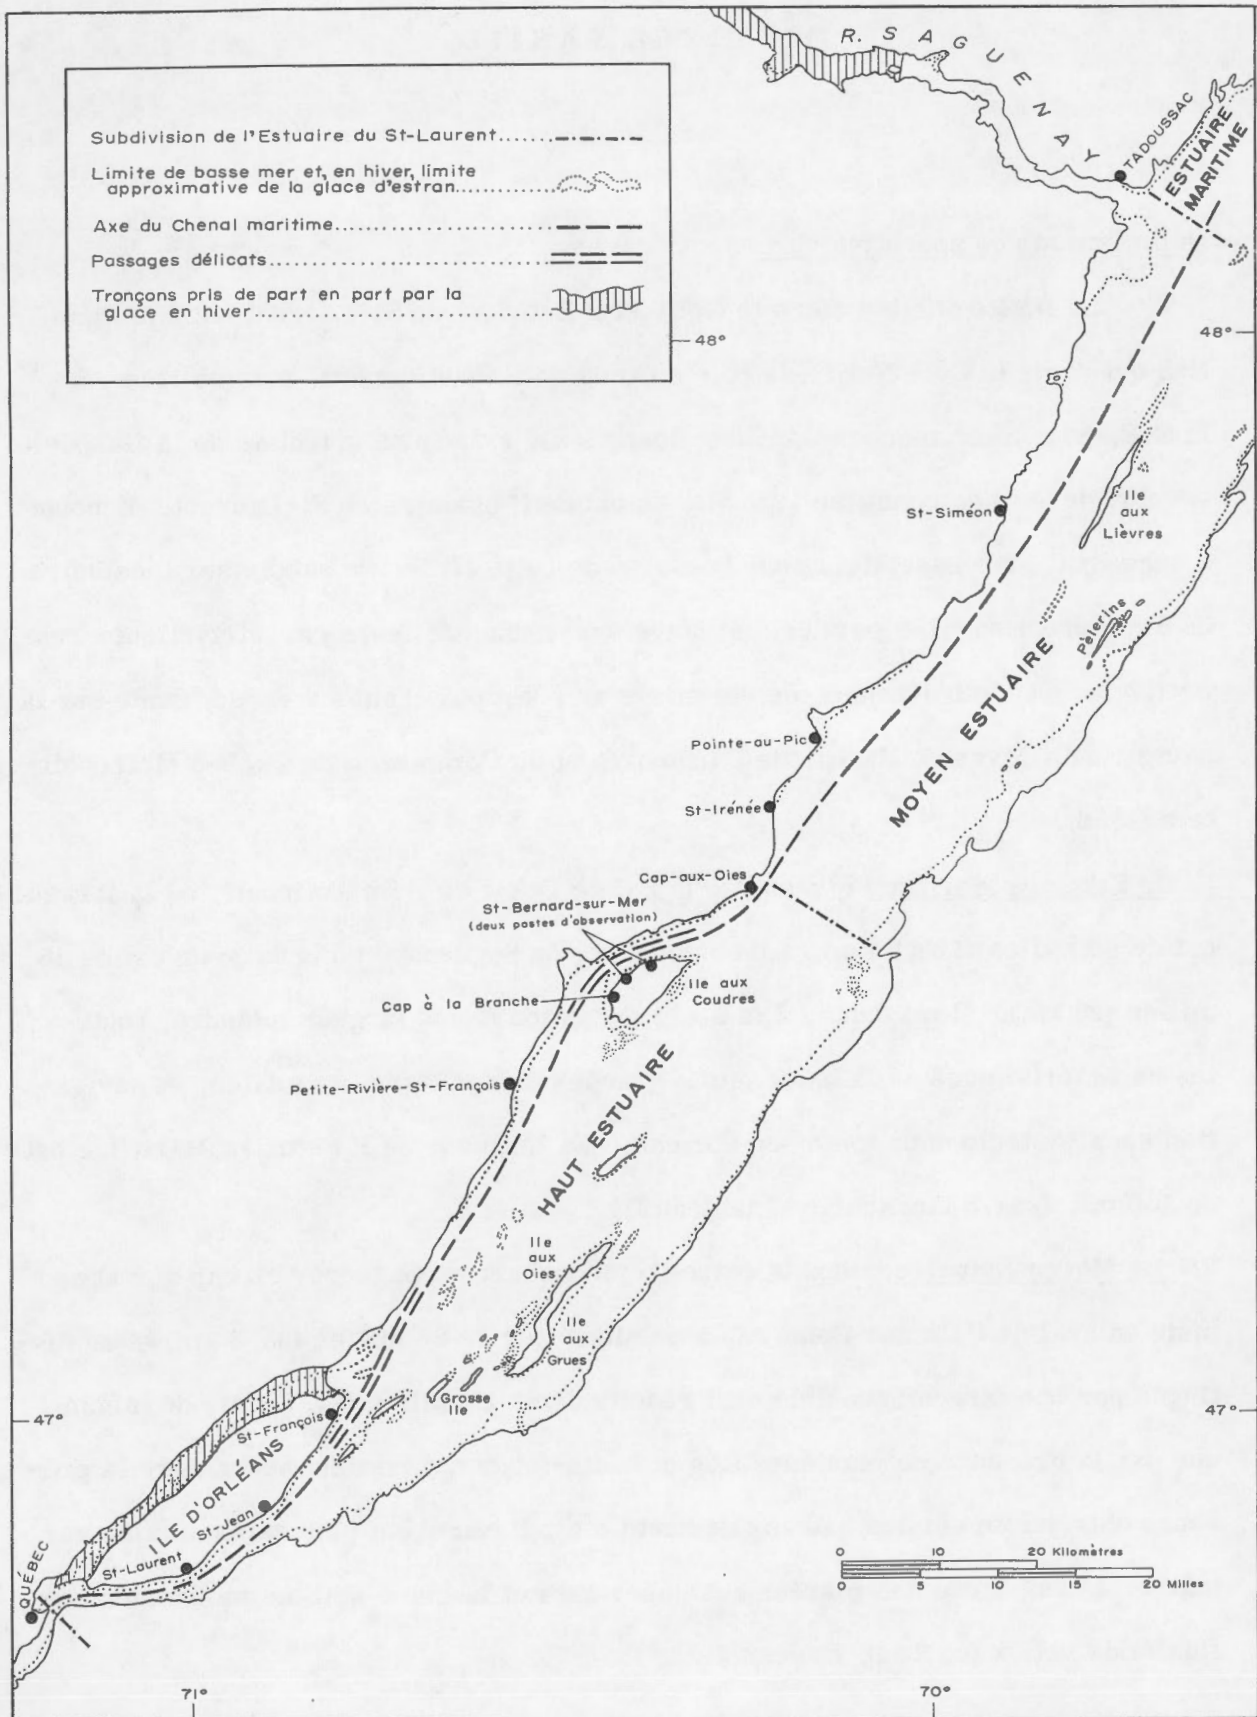 R. SAGUENAY
Subdivision de l'Estuaire du St-Laurent
Limite de basse mer et, en hiver, limite
approximative de la glace d'estran
Axe du Chenal maritime
Passages délicats
Tronçons pris de part en part par la
glace en hiver
TADOUSSAC
ESTUAIRE
MARITIME
48°
48°
St-Siméon
Ile
aux
Lièvres
Pèlerins
MOYEN ESTUAIRE
Pointe-au-Pic
St-Irénée
Cap-aux-Oies
St-Bernard-sur-Mer
(deux postes d'observation)
Ile aux
Coudres
Cap à la Branche
Petite-Rivière-St-François
HAUT ESTUAIRE
Ile
aux
Oies
Ile
aux
Grues
Grosse
Ile
47°
47°
St-François
ILE D'ORLEANS
St-Jean
St-Laurent
QUÉBEC
0 10 20 Kilomètres
0 5 10 15 20 Milles
71°
70°